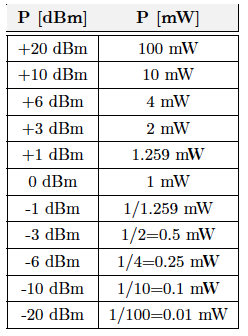 P [dBm] P [mW]
+20 dBm 100 mW
+10 dBm 10 mW
+6 dBm 4 mW
+3 dBm 2 mW
+1 dBm 1.259 mW
0 dBm 1 mW
-1 dBm 1/1.259 mW
-3 dBm 1/2=0.5 mW
-6 dBm 1/4=0.25 mW
-10 dBm 1/10=0.1 mW
-20 dBm 1/100=0.01 mW